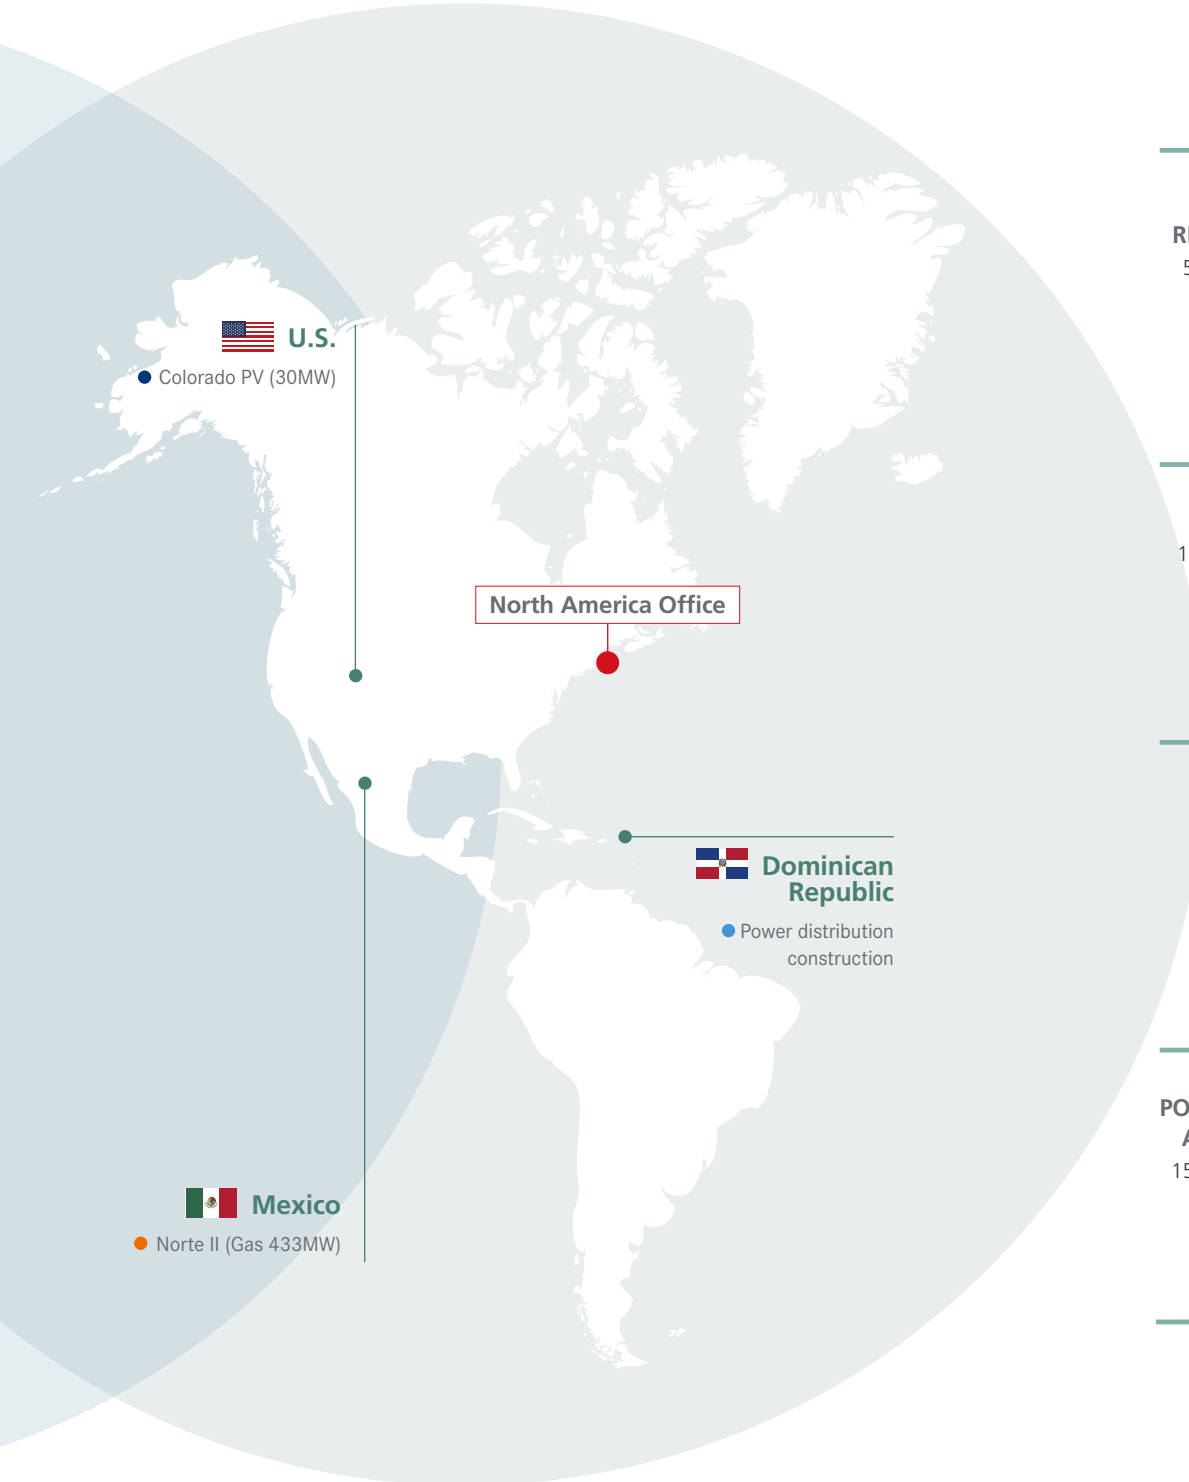 U.S.
Colorado PV (30MW)
North America Office
Dominican
Republic
Power distribution
construction
Mexico
Norte II (Gas 433MW)